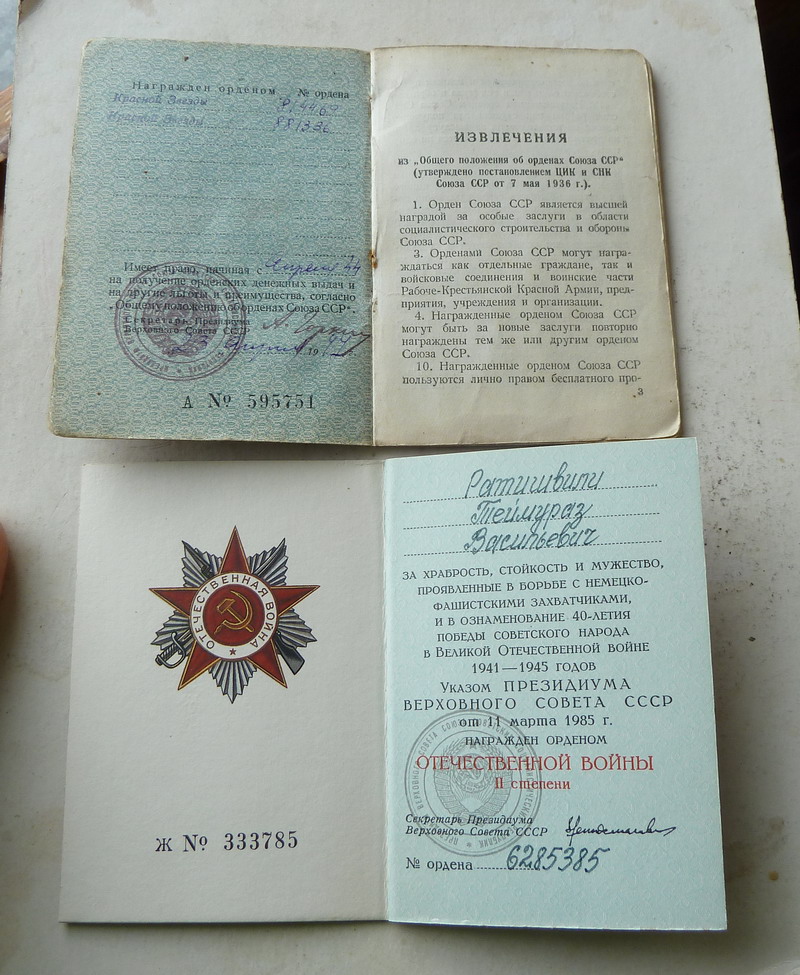 Награжден орденом № ордена
Красной Звезды
Красной Звезды 881336
Имеет право, начиная с Апреля 44
на получение орденских денежных выдач и
на другие льготы и преимущества, согласно
„Общему положению об орденах Союза ССР“.
Секретарь Президиума
Верховного Совета СССР
А № 595751
ИЗВЛЕЧЕНИЯ
из „Общего положения об орденах Союза ССР“
(утверждено постановлением ЦИК и СНК
Союза ССР от 7 мая 1936 г.).
1. Орден Союза ССР является высшей
наградой за особые заслуги в области
социалистического строительства и обороны
Союза ССР.
3. Орденами Союза ССР могут награ-
ждаться как отдельные граждане, так и
войсковые соединения и воинские части
Рабоче-Крестьянской Красной Армии, пред-
приятия, учреждения и организации.
4. Награжденные орденом Союза ССР
могут быть за новые заслуги повторно
награждены тем же или другим орденом
Союза ССР.
10. Награжденные орденом Союза ССР
пользуются лично правом бесплатного про-
3
ОТЕЧЕСТВЕННАЯ ВОЙНА
Ж № 333785
Ратишвили
Теймураз
Васильевич
ЗА ХРАБРОСТЬ, СТОЙКОСТЬ И МУЖЕСТВО,
ПРОЯВЛЕННЫЕ В БОРЬБЕ С НЕМЕЦКО-
ФАШИСТСКИМИ ЗАХВАТЧИКАМИ,
И В ОЗНАМЕНОВАНИЕ 40-ЛЕТИЯ
ПОБЕДЫ СОВЕТСКОГО НАРОДА
В ВЕЛИКОЙ ОТЕЧЕСТВЕННОЙ ВОЙНЕ
1941—1945 ГОДОВ
УКАЗОМ ПРЕЗИДИУМА
ВЕРХОВНОГО СОВЕТА СССР
от 11 марта 1985 г.
НАГРАЖДЕН ОРДЕНОМ
ОТЕЧЕСТВЕННОЙ ВОЙНЫ
II степени
Секретарь Президиума
Верховного Совета СССР
№ ордена 6285385